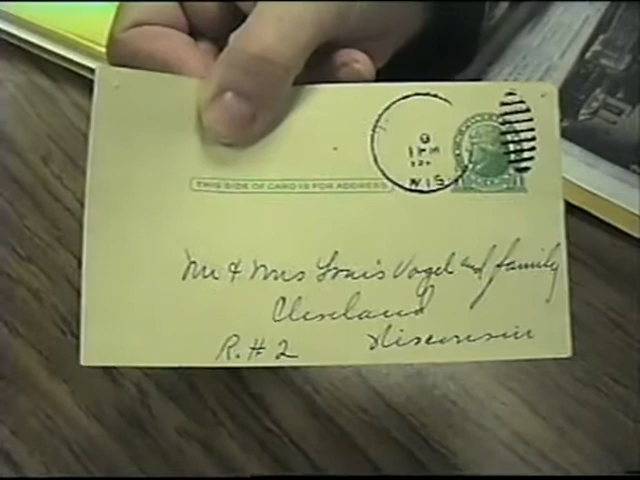 THIS SIDE OF CARD IS FOR ADDRESS
WIS
Mr & Mrs Louis Vogel and family
Cleveland
R.#2 Wisconsin